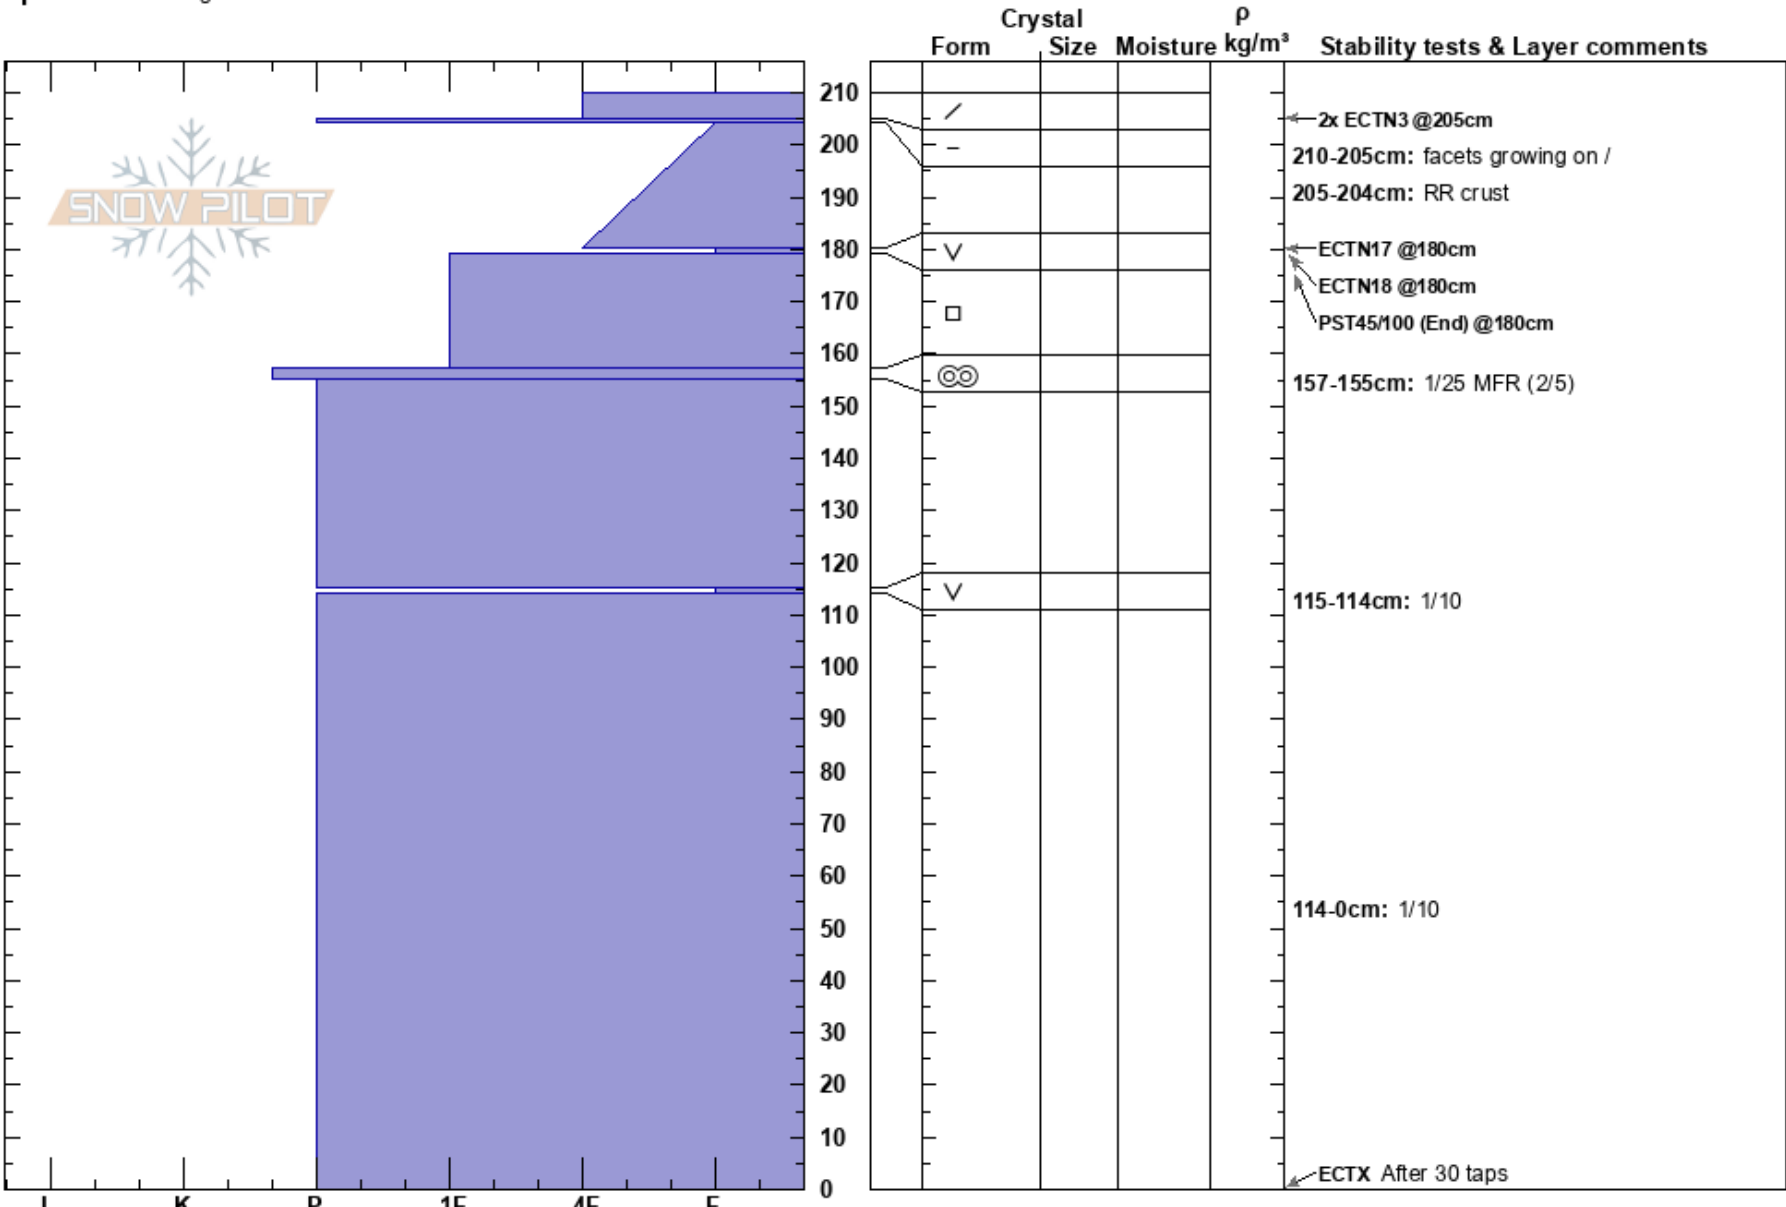 Crystal
ρ
Form Size Moisture kg/m³ Stability tests & Layer comments
210
2x ECTN3 @205cm
200
210-205cm: facets growing on /
SNOW PILOT
190
205-204cm: RR crust
180
ECTN17 @180cm
ECTN18 @180cm
170
PST45/100 (End) @180cm
160
157-155cm: 1/25 MFR (2/5)
150
140
130
120
115-114cm: 1/10
110
100
90
80
70
60
114-0cm: 1/10
50
40
30
20
10
ECTX After 30 taps
0
I K P 1F 4F F